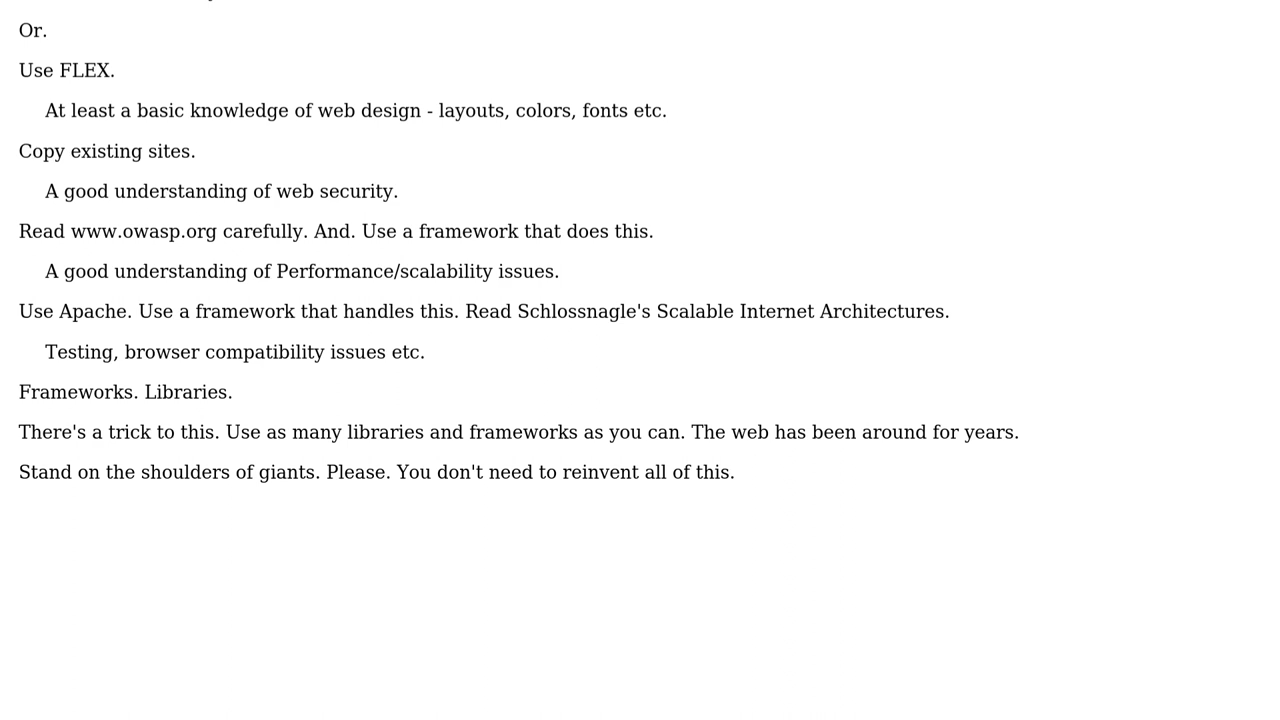 Or.
Use FLEX.
At least a basic knowledge of web design - layouts, colors, fonts etc.
Copy existing sites.
A good understanding of web security.
Read www.owasp.org carefully. And. Use a framework that does this.
A good understanding of Performance/scalability issues.
Use Apache. Use a framework that handles this. Read Schlossnagle's Scalable Internet Architectures.
Testing, browser compatibility issues etc.
Frameworks. Libraries.
There's a trick to this. Use as many libraries and frameworks as you can. The web has been around for years.
Stand on the shoulders of giants. Please. You don't need to reinvent all of this.